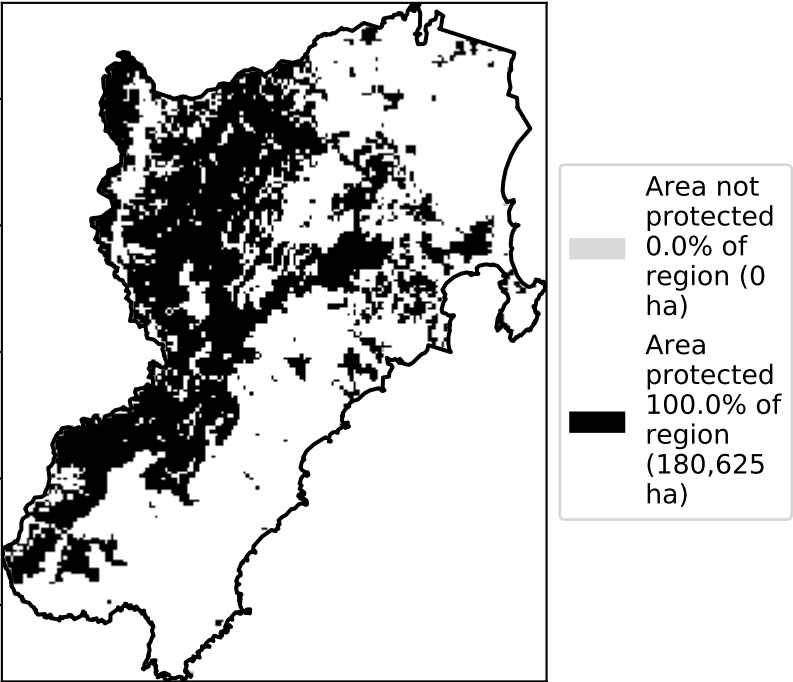 Area not
protected
0.0% of
region (0
ha)
Area
protected
100.0% of
region
(180,625
ha)